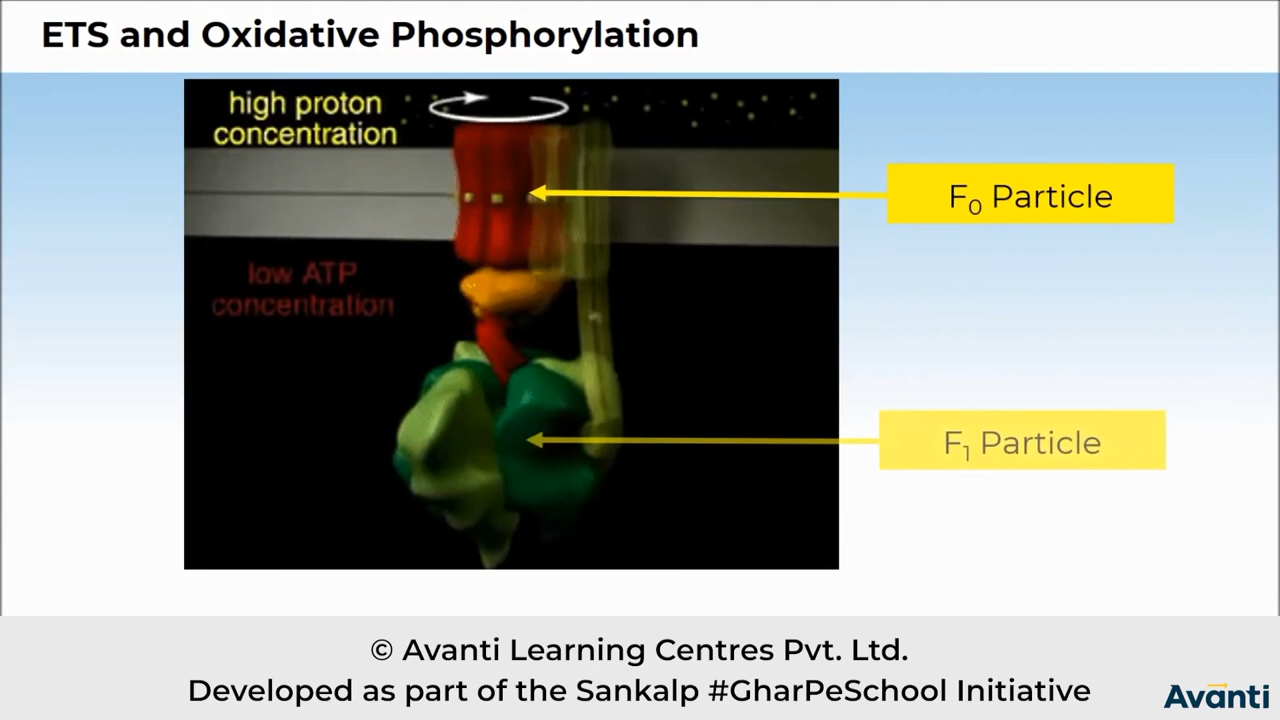 ETS and Oxidative Phosphorylation
high proton
concentration
F₀ Particle
low ATP
concentration
F₁ Particle
© Avanti Learning Centres Pvt. Ltd.
Developed as part of the Sankalp #GharPeSchool Initiative
Avanti